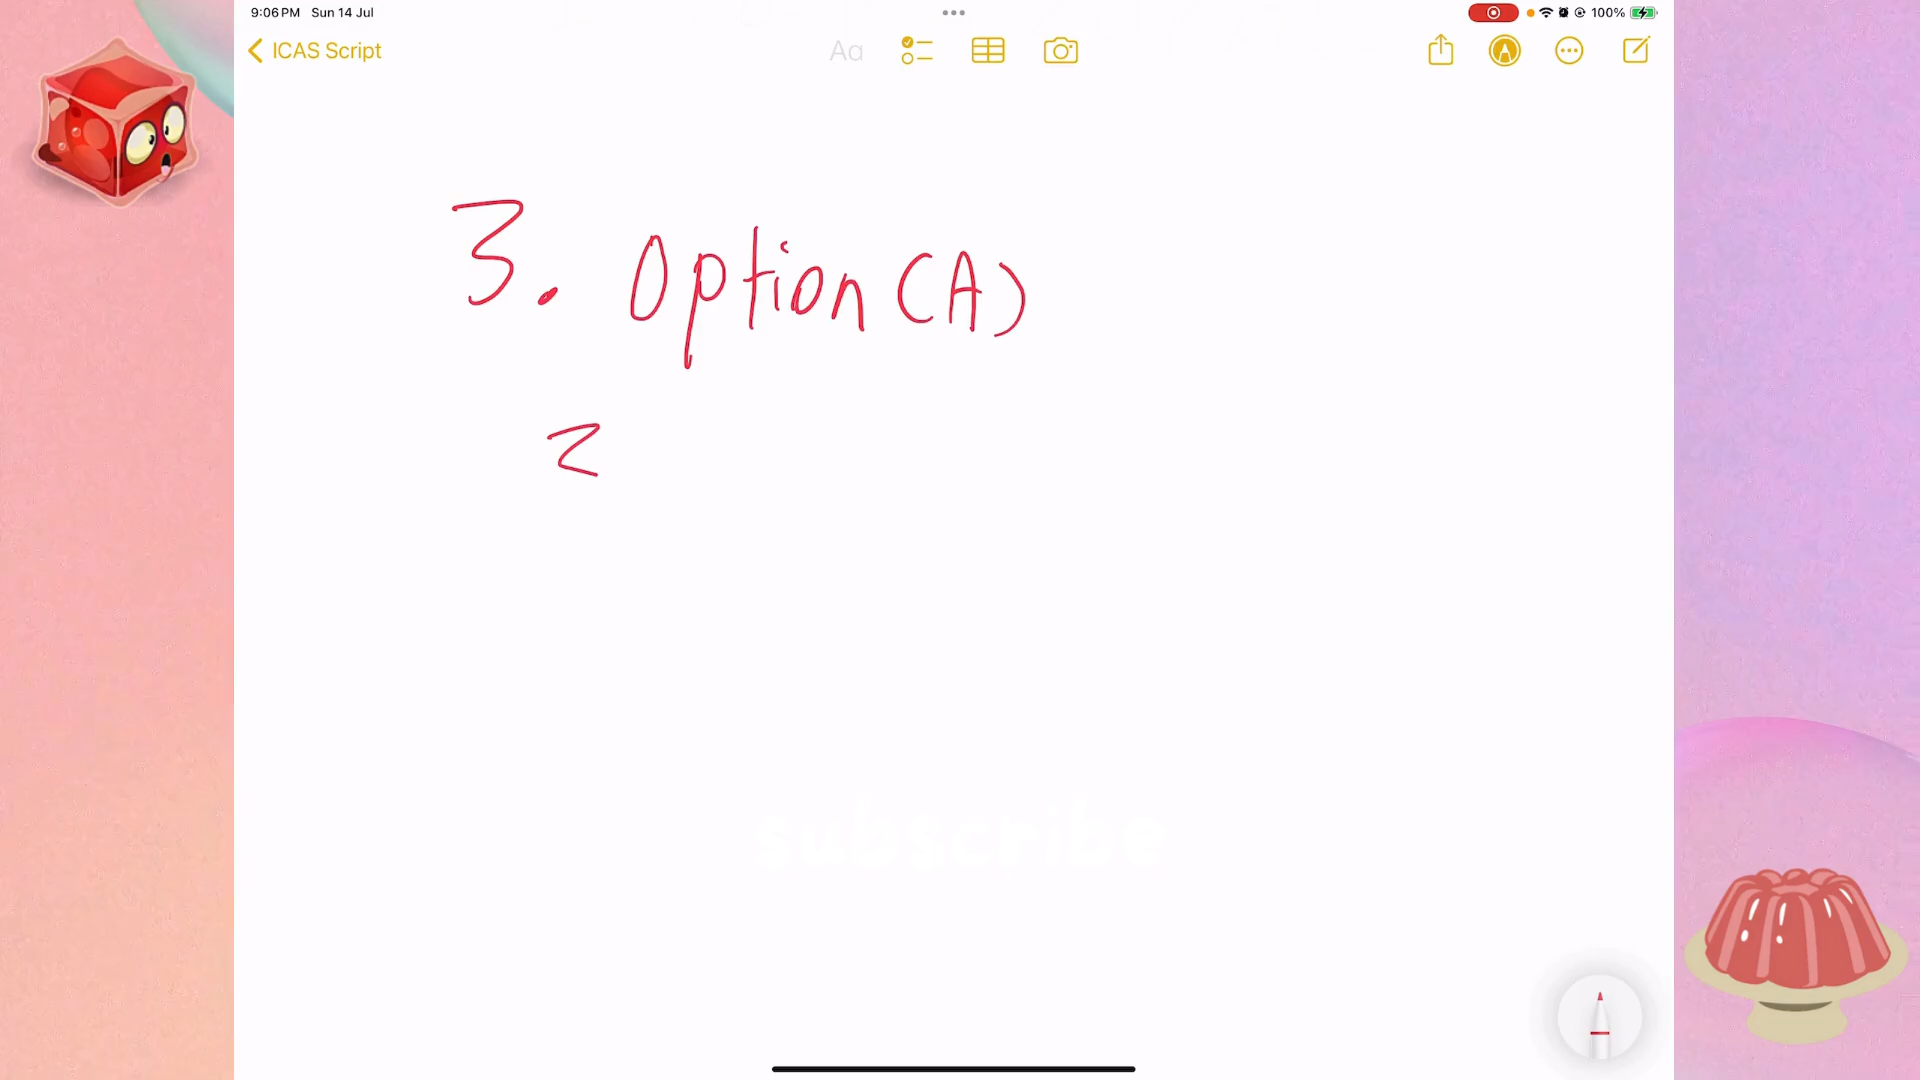 9:06 PM Sun 14 Jul
100%
ICAS Script
Aa
3. Option (A)
2
subscribe